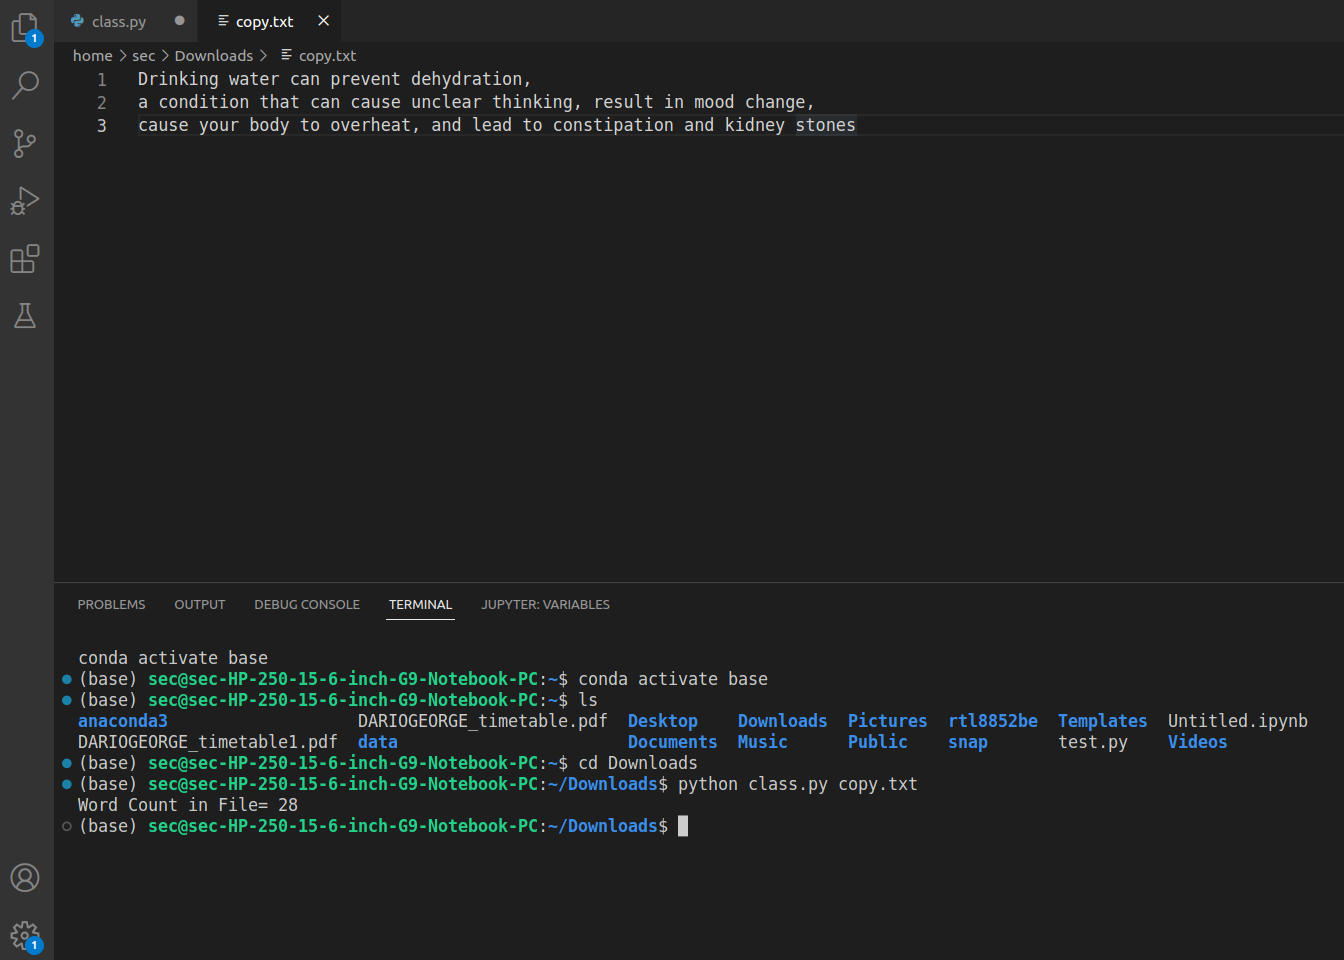 class.py
copy.txt
1
home > sec > Downloads > copy.txt
1 Drinking water can prevent dehydration,
2 a condition that can cause unclear thinking, result in mood change,
3 cause your body to overheat, and lead to constipation and kidney stones
PROBLEMS OUTPUT DEBUG CONSOLE TERMINAL JUPYTER: VARIABLES
conda activate base
(base) sec@sec-HP-250-15-6-inch-G9-Notebook-PC:~$ conda activate base
(base) sec@sec-HP-250-15-6-inch-G9-Notebook-PC:~$ ls
anaconda3 DARIOGEORGE_timetable.pdf Desktop Downloads Pictures rtl8852be Templates Untitled.ipynb
DARIOGEORGE_timetable1.pdf data Documents Music Public snap test.py Videos
(base) sec@sec-HP-250-15-6-inch-G9-Notebook-PC:~$ cd Downloads
(base) sec@sec-HP-250-15-6-inch-G9-Notebook-PC:~/Downloads$ python class.py copy.txt
Word Count in File= 28
(base) sec@sec-HP-250-15-6-inch-G9-Notebook-PC:~/Downloads$
1